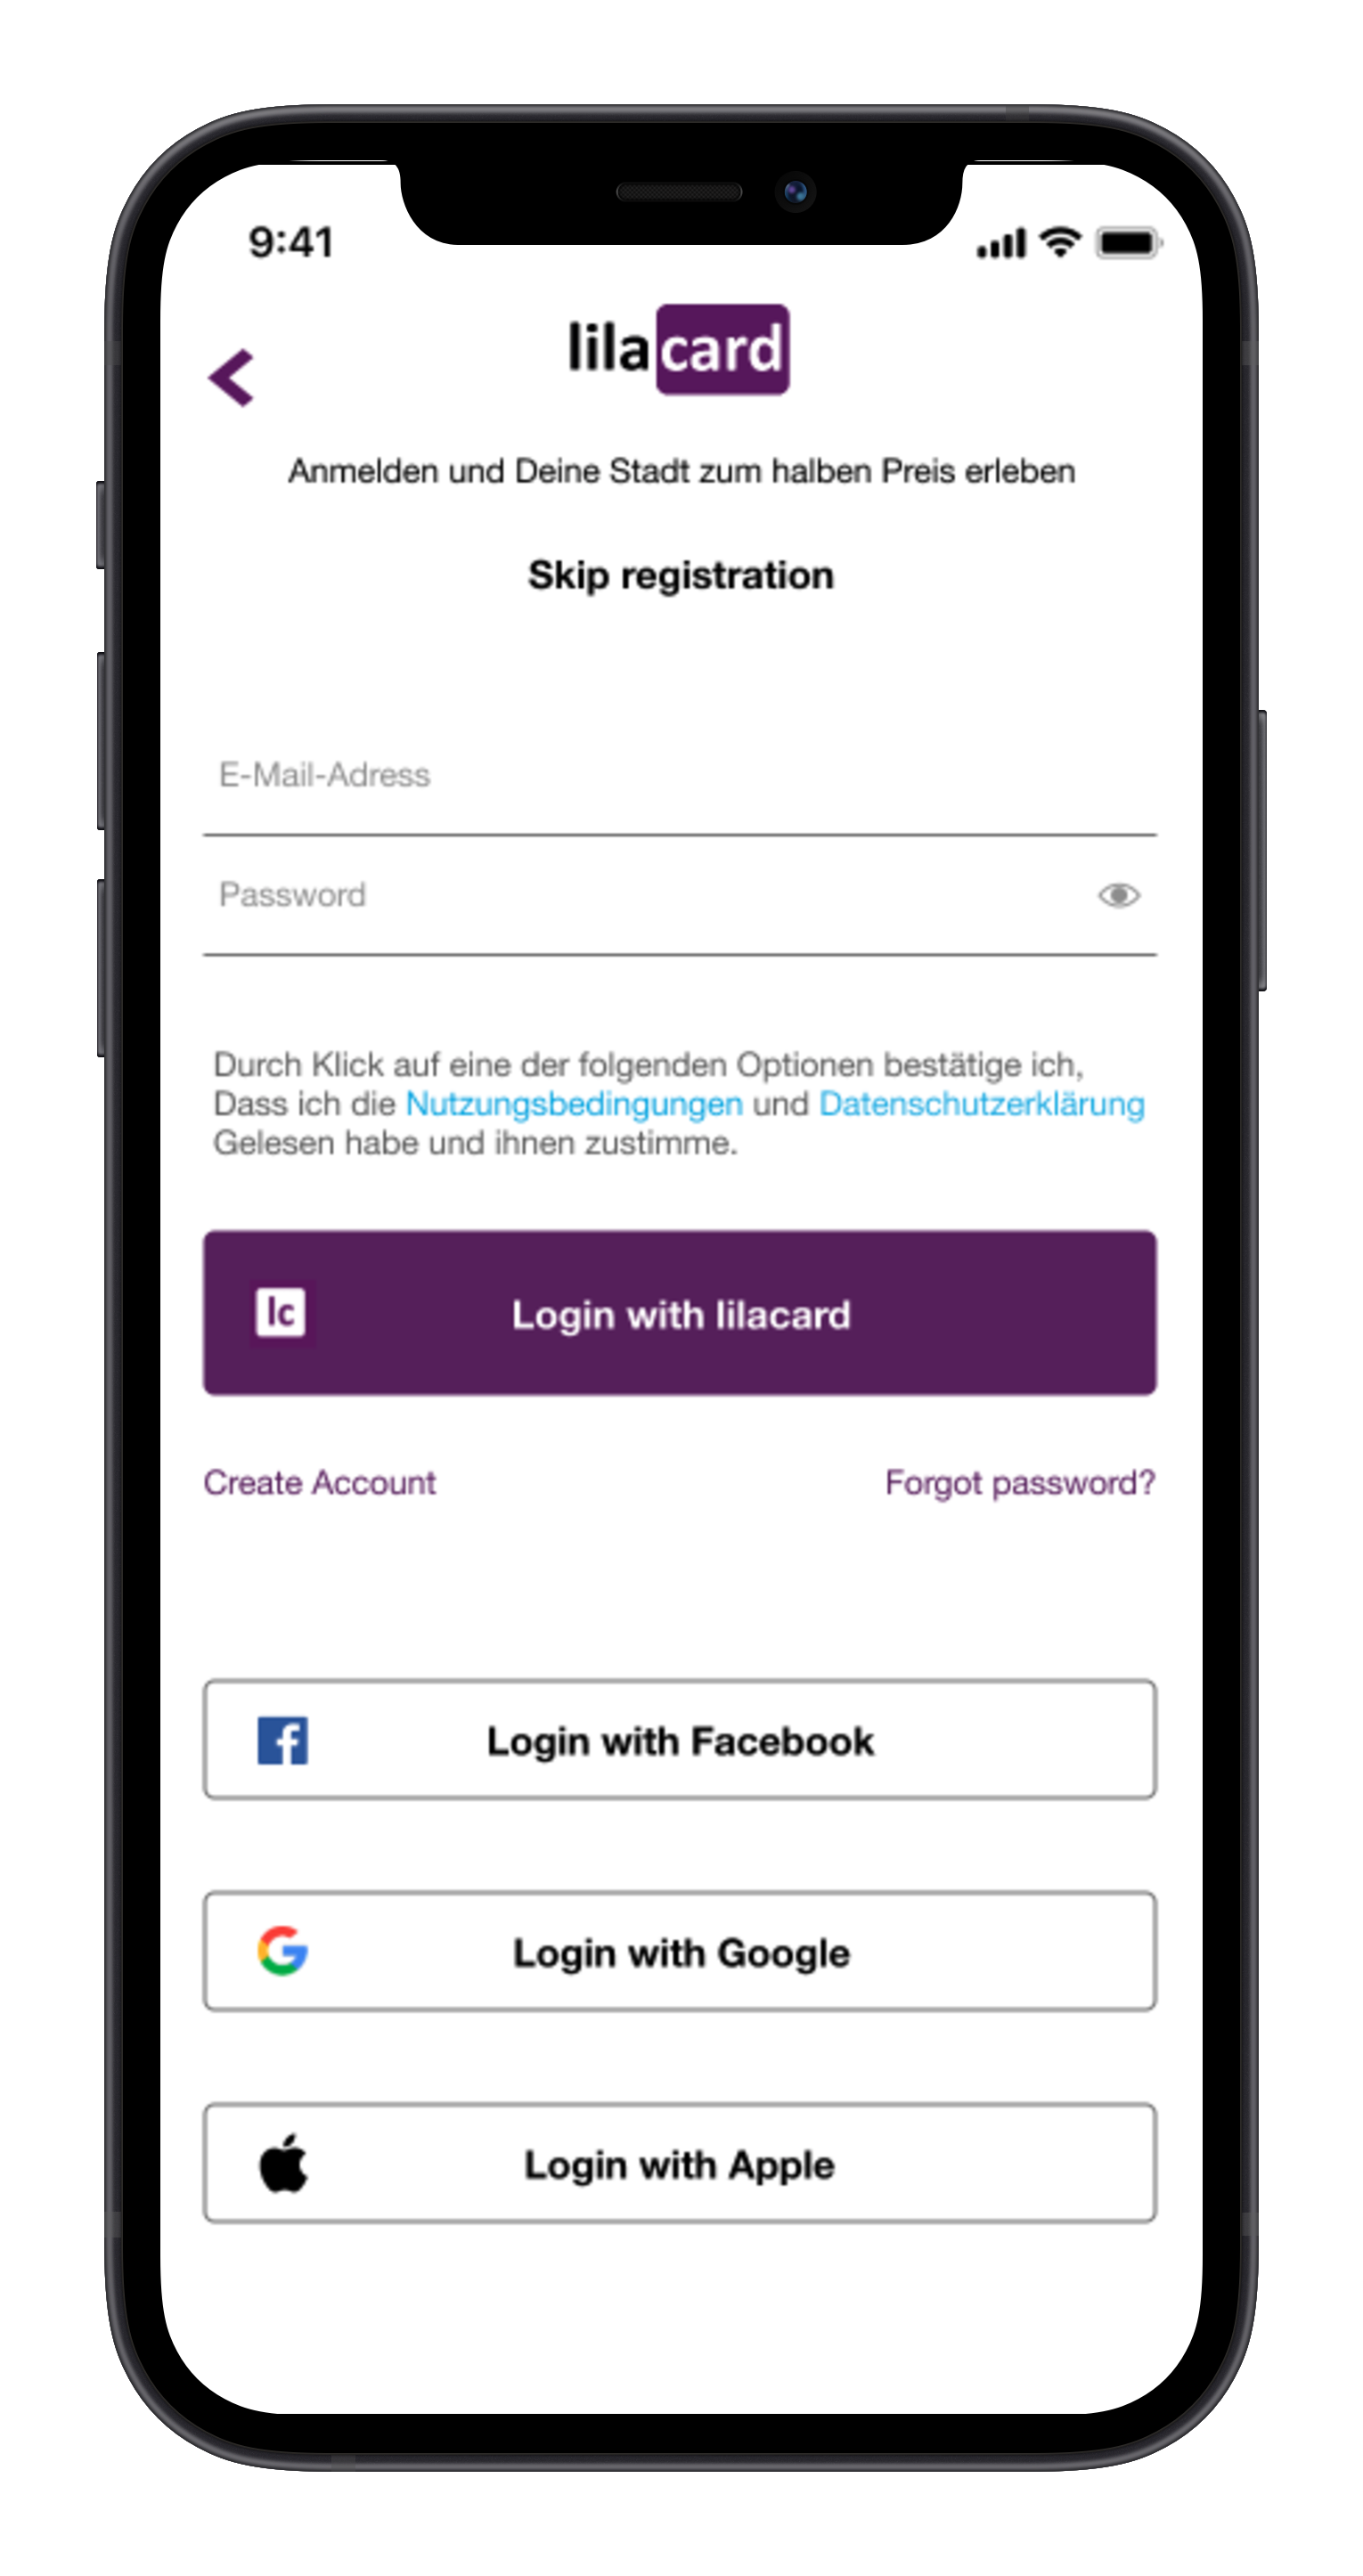 9:41
lilacard
Anmelden und Deine Stadt zum halben Preis erleben
Skip registration
E-Mail-Adress
Password
Durch Klick auf eine der folgenden Optionen bestätige ich,
Dass ich die Nutzungsbedingungen und Datenschutzerklärung
Gelesen habe und ihnen zustimme.
lc Login with lilacard
Create Account Forgot password?
Login with Facebook
Login with Google
Login with Apple